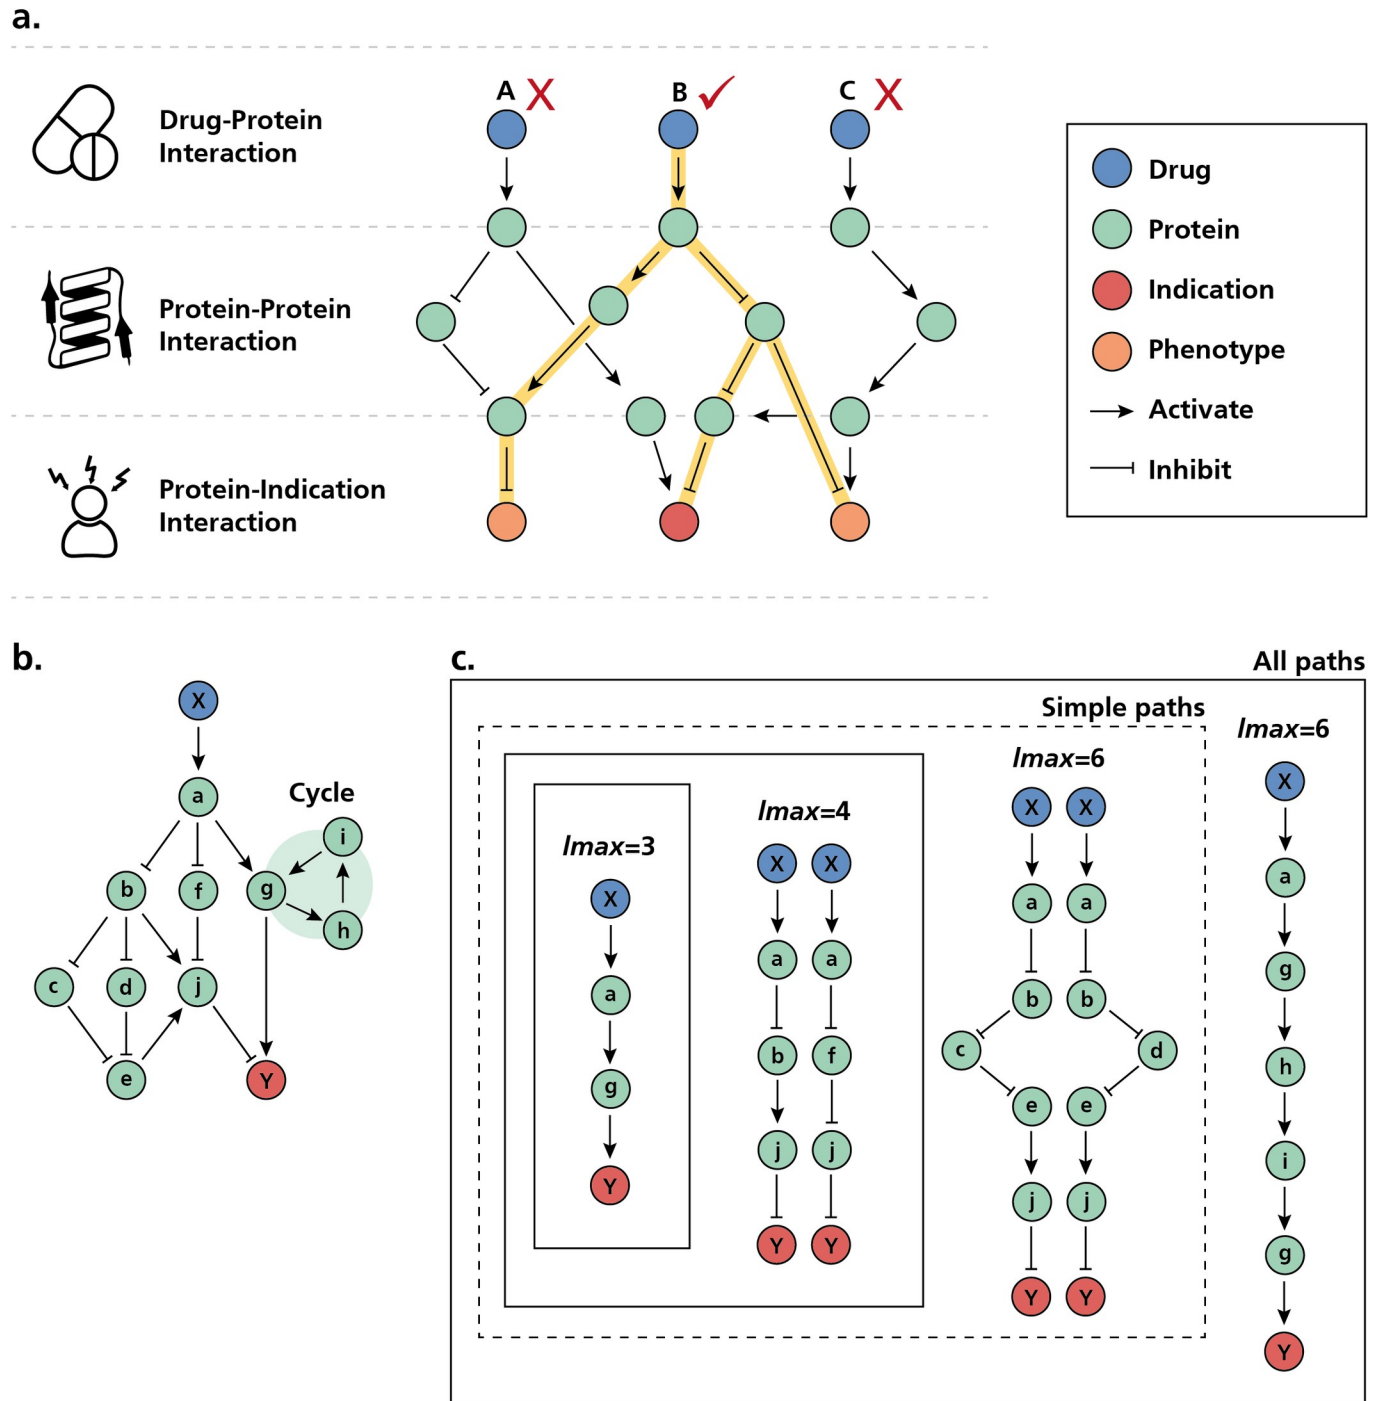 a.
A X
B ✓
C X
Drug-Protein
Interaction
Protein-Protein
Interaction
Protein-Indication
Interaction
Drug
Protein
Indication
Phenotype
Activate
Inhibit
b.
X
a
Cycle
i
b
f
g
h
c
d
j
e
Y
c.
All paths
Simple paths
lmax=3
X
a
g
Y
lmax=4
X X
a a
b f
j j
Y Y
lmax=6
X X
a a
b b
c d
e e
j j
Y Y
lmax=6
X
a
g
h
i
g
Y